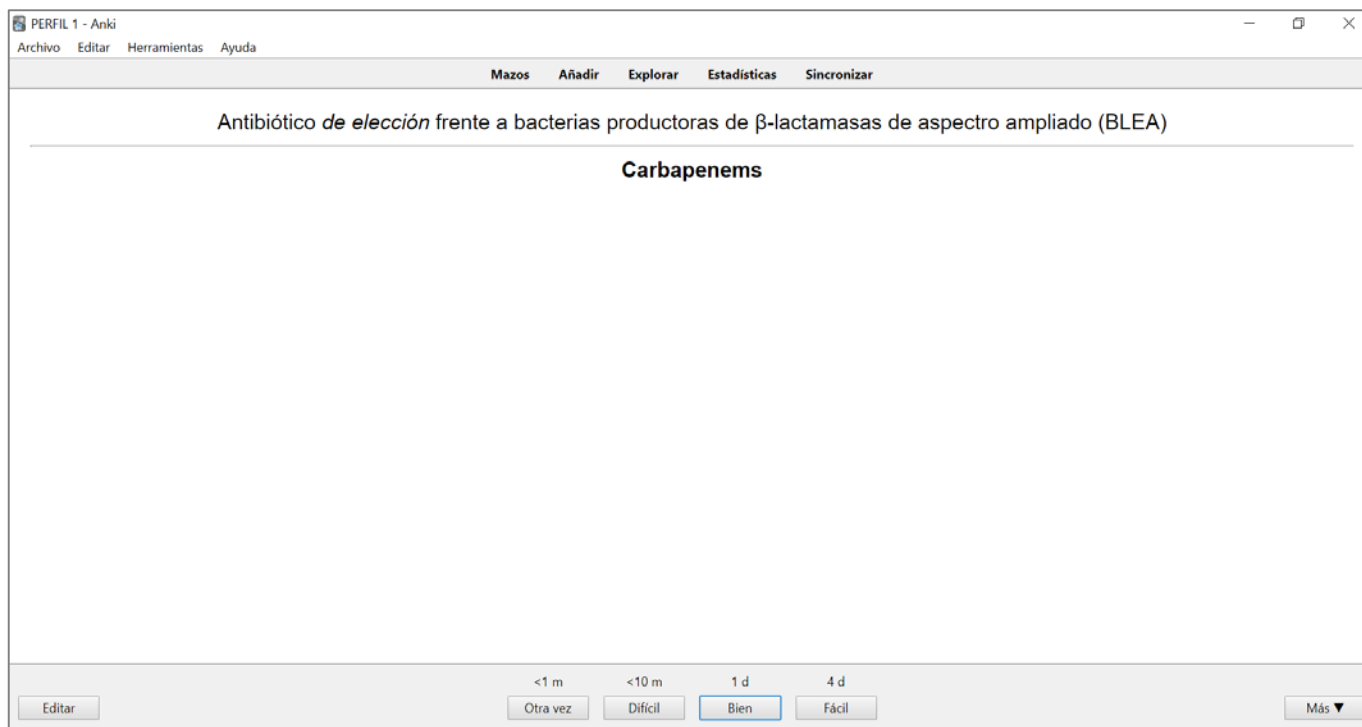 PERFIL 1 - Anki
Archivo Editar Herramientas Ayuda
Mazos Añadir Explorar Estadísticas Sincronizar
Antibiótico de elección frente a bacterias productoras de β-lactamasas de aspectro ampliado (BLEA)
Carbapenems
<1 m <10 m 1 d 4 d
Editar Otra vez Difícil Bien Fácil Más ▼